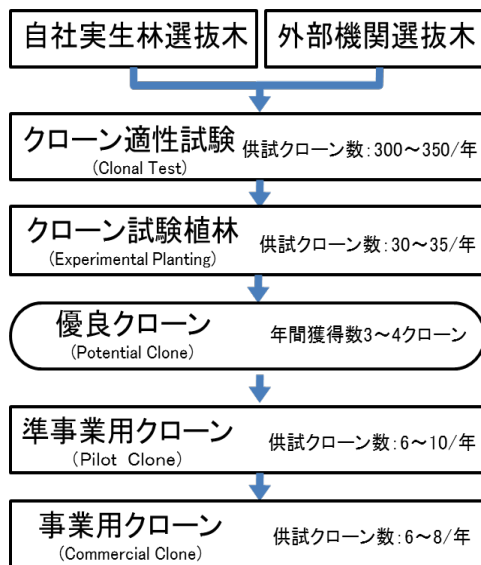 自社実生林選抜木
外部機関選抜木
クローン適性試験 供試クローン数:300～350/年
(Clonal Test)
クローン試験植林 供試クローン数:30～35/年
(Experimental Planting)
優良クローン 年間獲得数3～4クローン
(Potential Clone)
準事業用クローン 供試クローン数:6～10/年
(Pilot Clone)
事業用クローン 供試クローン数:6～8/年
(Commercial Clone)